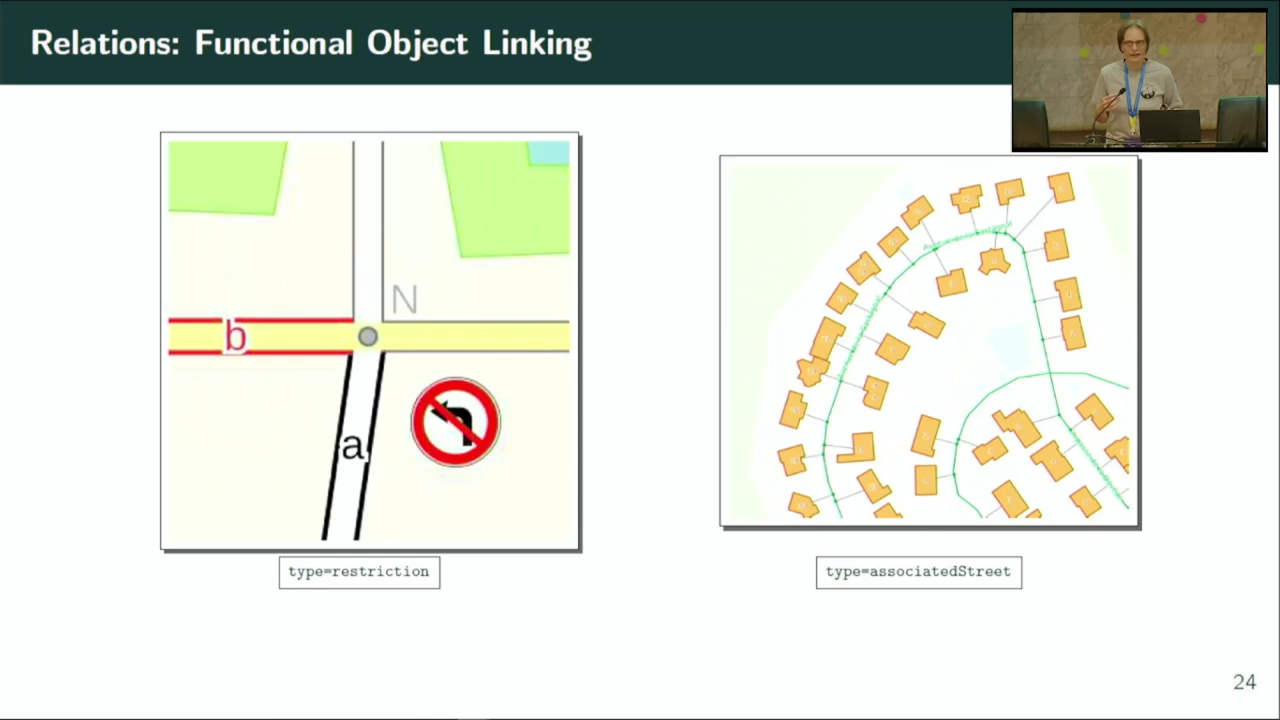 Relations: Functional Object Linking
N
b
a
type=restriction
type=associatedStreet
24